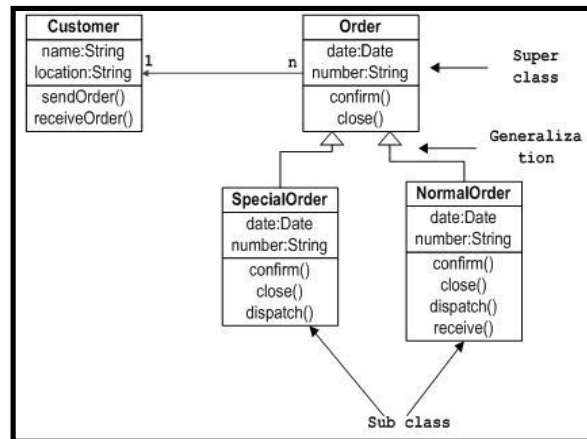 Customer
name:String
location:String
sendOrder()
receiveOrder()
1
n
Order
date:Date
number:String
confirm()
close()
Super
class
Generaliza
tion
SpecialOrder
date:Date
number:String
confirm()
close()
dispatch()
NormalOrder
date:Date
number:String
confirm()
close()
dispatch()
receive()
Sub class